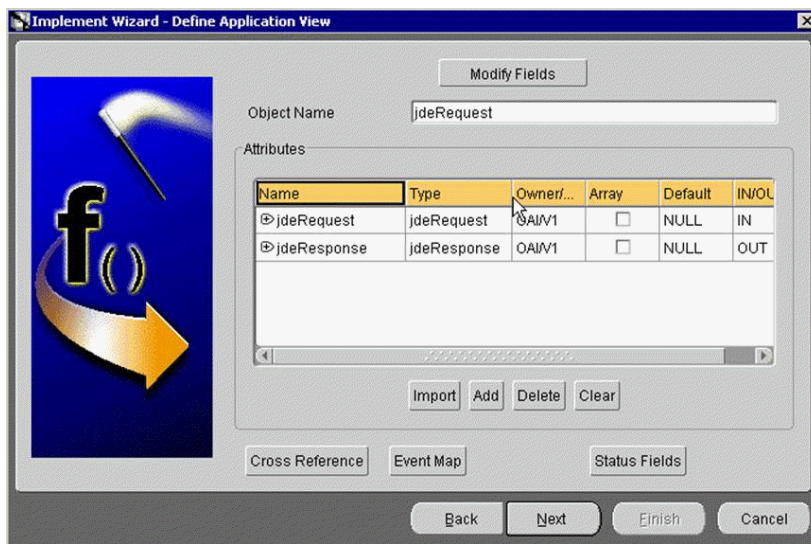 Implement Wizard - Define Application View
Modify Fields
Object Name jdeRequest
Attributes
Name Type Owner/... Array Default IN/OU
jdeRequest jdeRequest OAI/V1 NULL IN
jdeResponse jdeResponse OAI/V1 NULL OUT
Import Add Delete Clear
Cross Reference Event Map Status Fields
Back Next Finish Cancel
f()